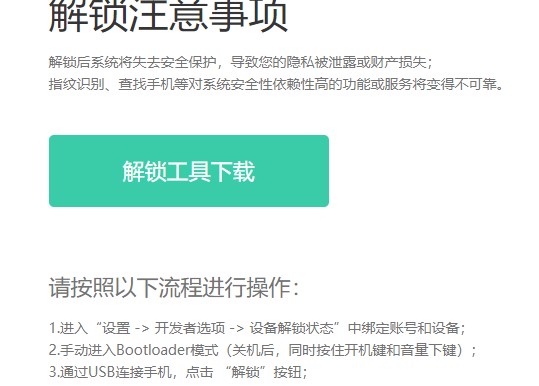 解锁注意事项
解锁后系统将失去安全保护，导致您的隐私被泄露或财产损失；
指纹识别、查找手机等对系统安全性依赖性高的功能或服务将变得不可靠。
解锁工具下载
请按照以下流程进行操作：
1.进入“设置 -> 开发者选项 -> 设备解锁状态”中绑定账号和设备；
2.手动进入Bootloader模式（关机后，同时按住开机键和音量下键）；
3.通过USB连接手机，点击 “解锁”按钮；